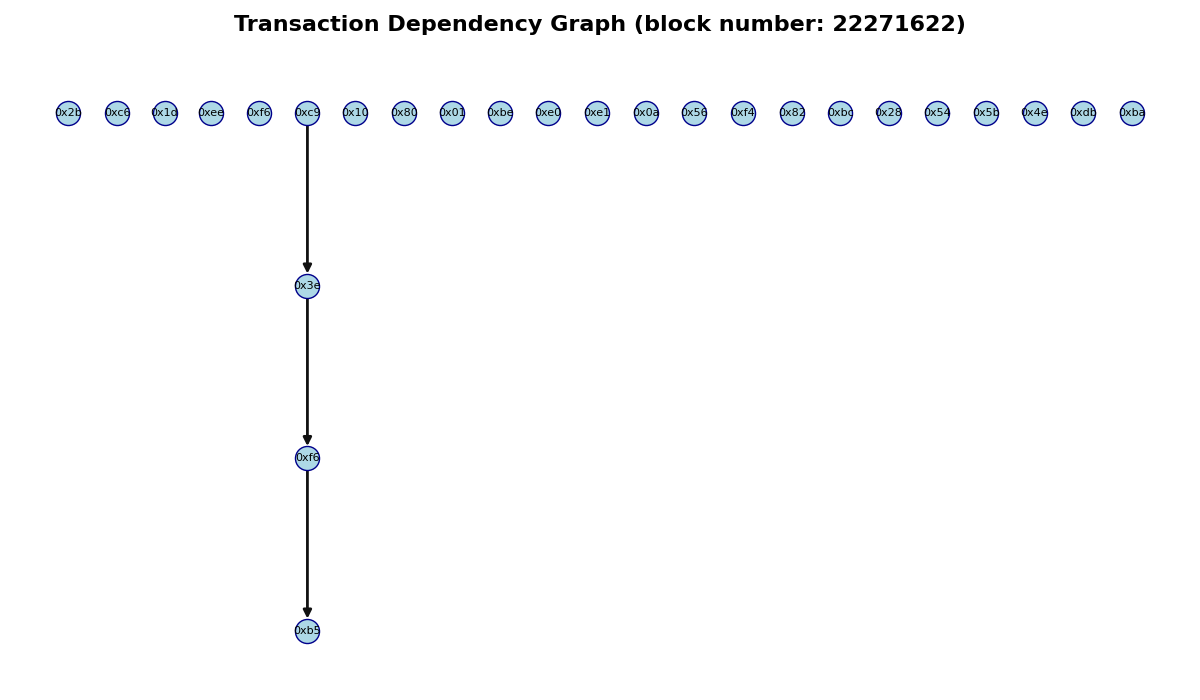 Transaction Dependency Graph (block number: 22271622)
0x2b 0xc6 0x1d 0xee 0xf6 0xc9 0x10 0x80 0x01 0xbe 0xe0 0xe1 0x0a 0x56 0xf4 0x82 0xbc 0x28 0x54 0x5b 0x4e 0xdb 0xba
0x3e
0xf6
0xb5